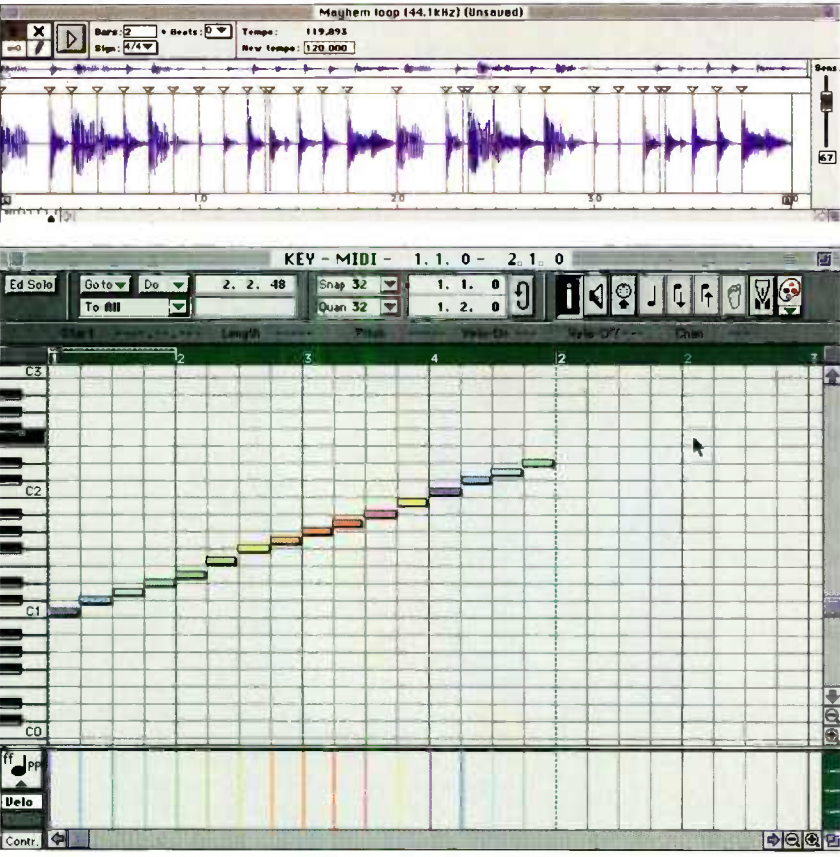 Mayhem loop (44.1kHz) (Unsaved)
Bars: 2 + Beats: 0 Tempo: 119.893
Sign: 4/4 New tempo: 120.000
Sens
67
1.0 2.0 3.0
KEY – MIDI – 1. 1. 0 – 2. 1. 0
Ed Solo Goto Do 2. 2. 48 Snap 32 1. 1. 0
To All Quan 32 1. 2. 0
Start Length Pitch Velo-On Velo-Off Chan
1 2 3 4 2 2 3
C3
C2
C1
C0
ff PP
Velo
Contr.